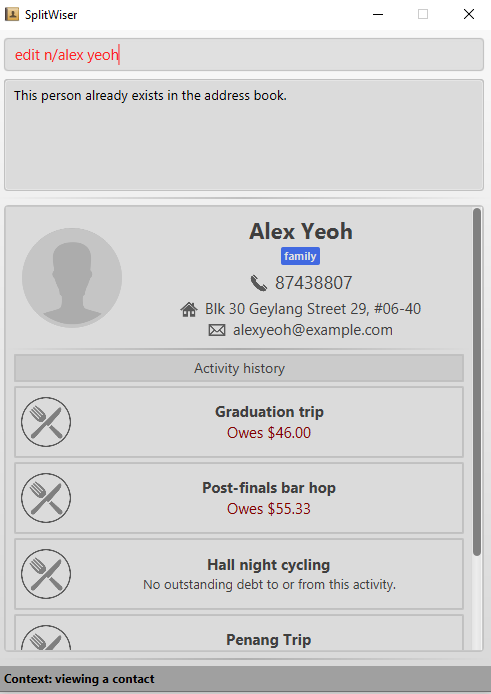 SplitWiser
edit n/alex yeoh
This person already exists in the address book.
Alex Yeoh
family
87438807
Blk 30 Geylang Street 29, #06-40
alexyeoh@example.com
Activity history
Graduation trip
Owes $46.00
Post-finals bar hop
Owes $55.33
Hall night cycling
No outstanding debt to or from this activity.
Penang Trip
Context: viewing a contact